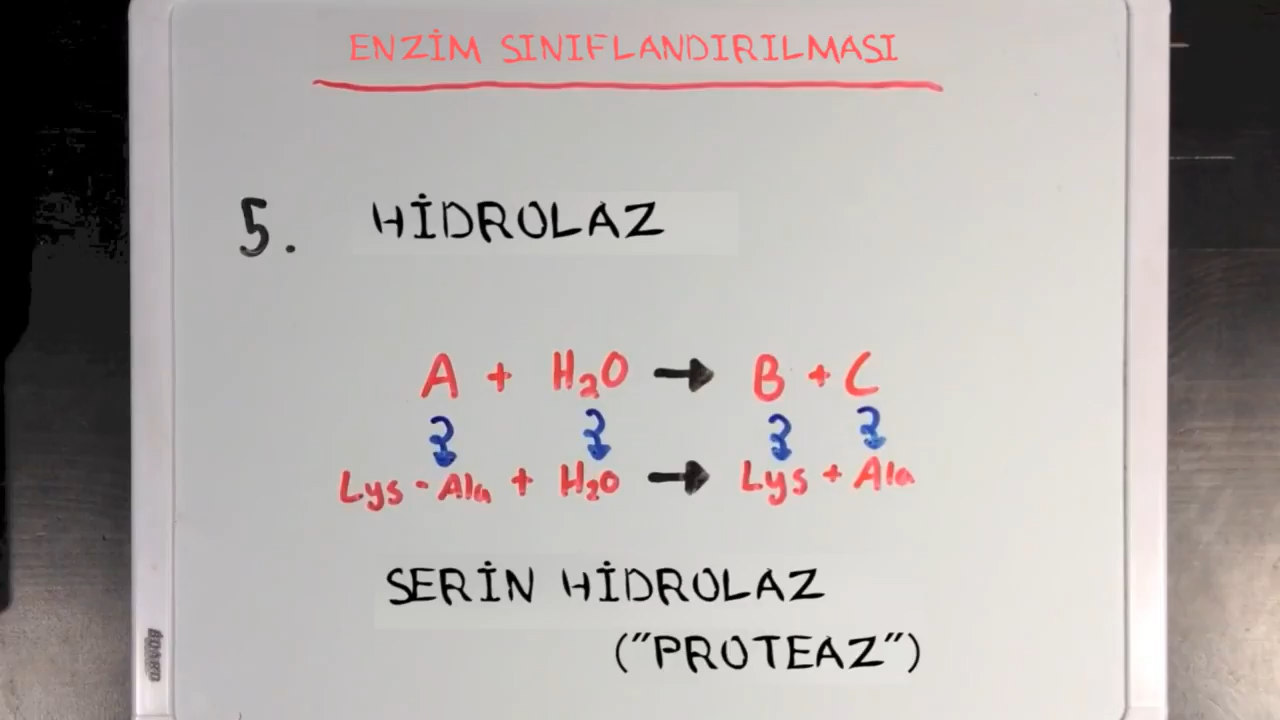 ENZİM SINIFLANDIRILMASI
5. HİDROLAZ
A + H₂O → B + C
Lys - Ala + H₂O → Lys + Ala
SERİN HİDROLAZ
("PROTEAZ")